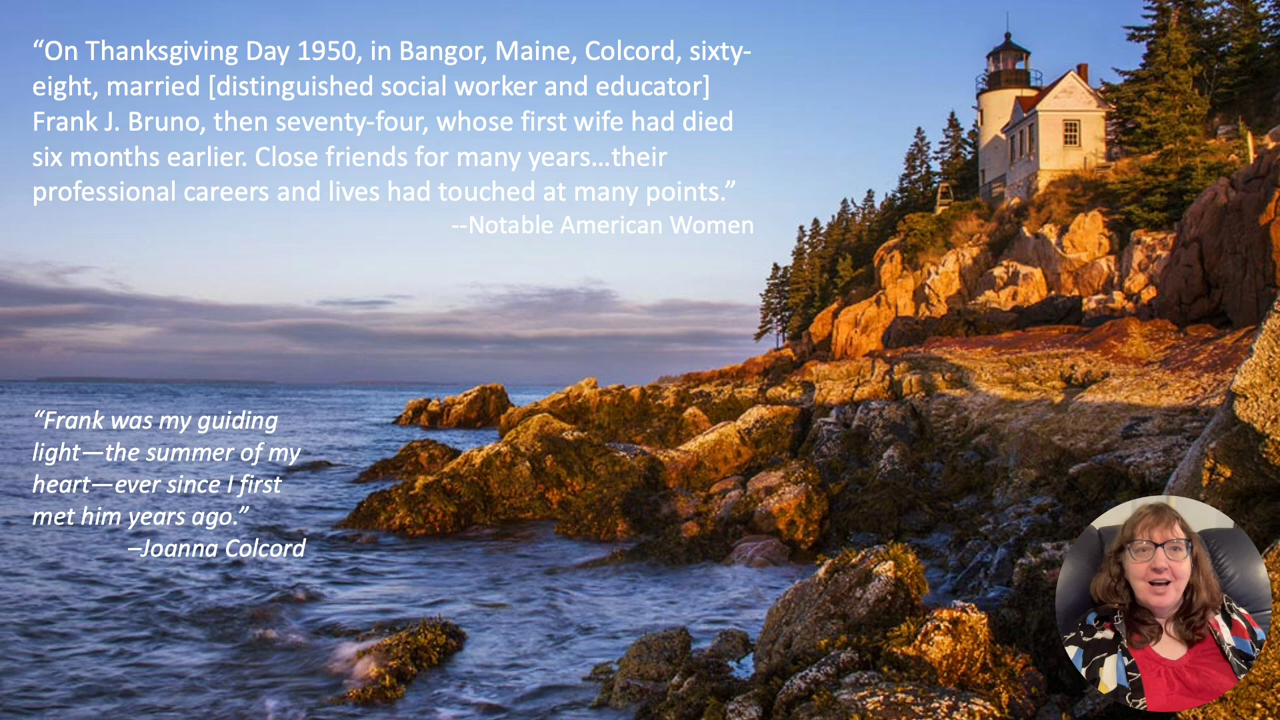 “On Thanksgiving Day 1950, in Bangor, Maine, Colcord, sixty-
eight, married [distinguished social worker and educator]
Frank J. Bruno, then seventy-four, whose first wife had died
six months earlier. Close friends for many years…their
professional careers and lives had touched at many points.”
--Notable American Women
“Frank was my guiding
light—the summer of my
heart—ever since I first
met him years ago.”
–Joanna Colcord